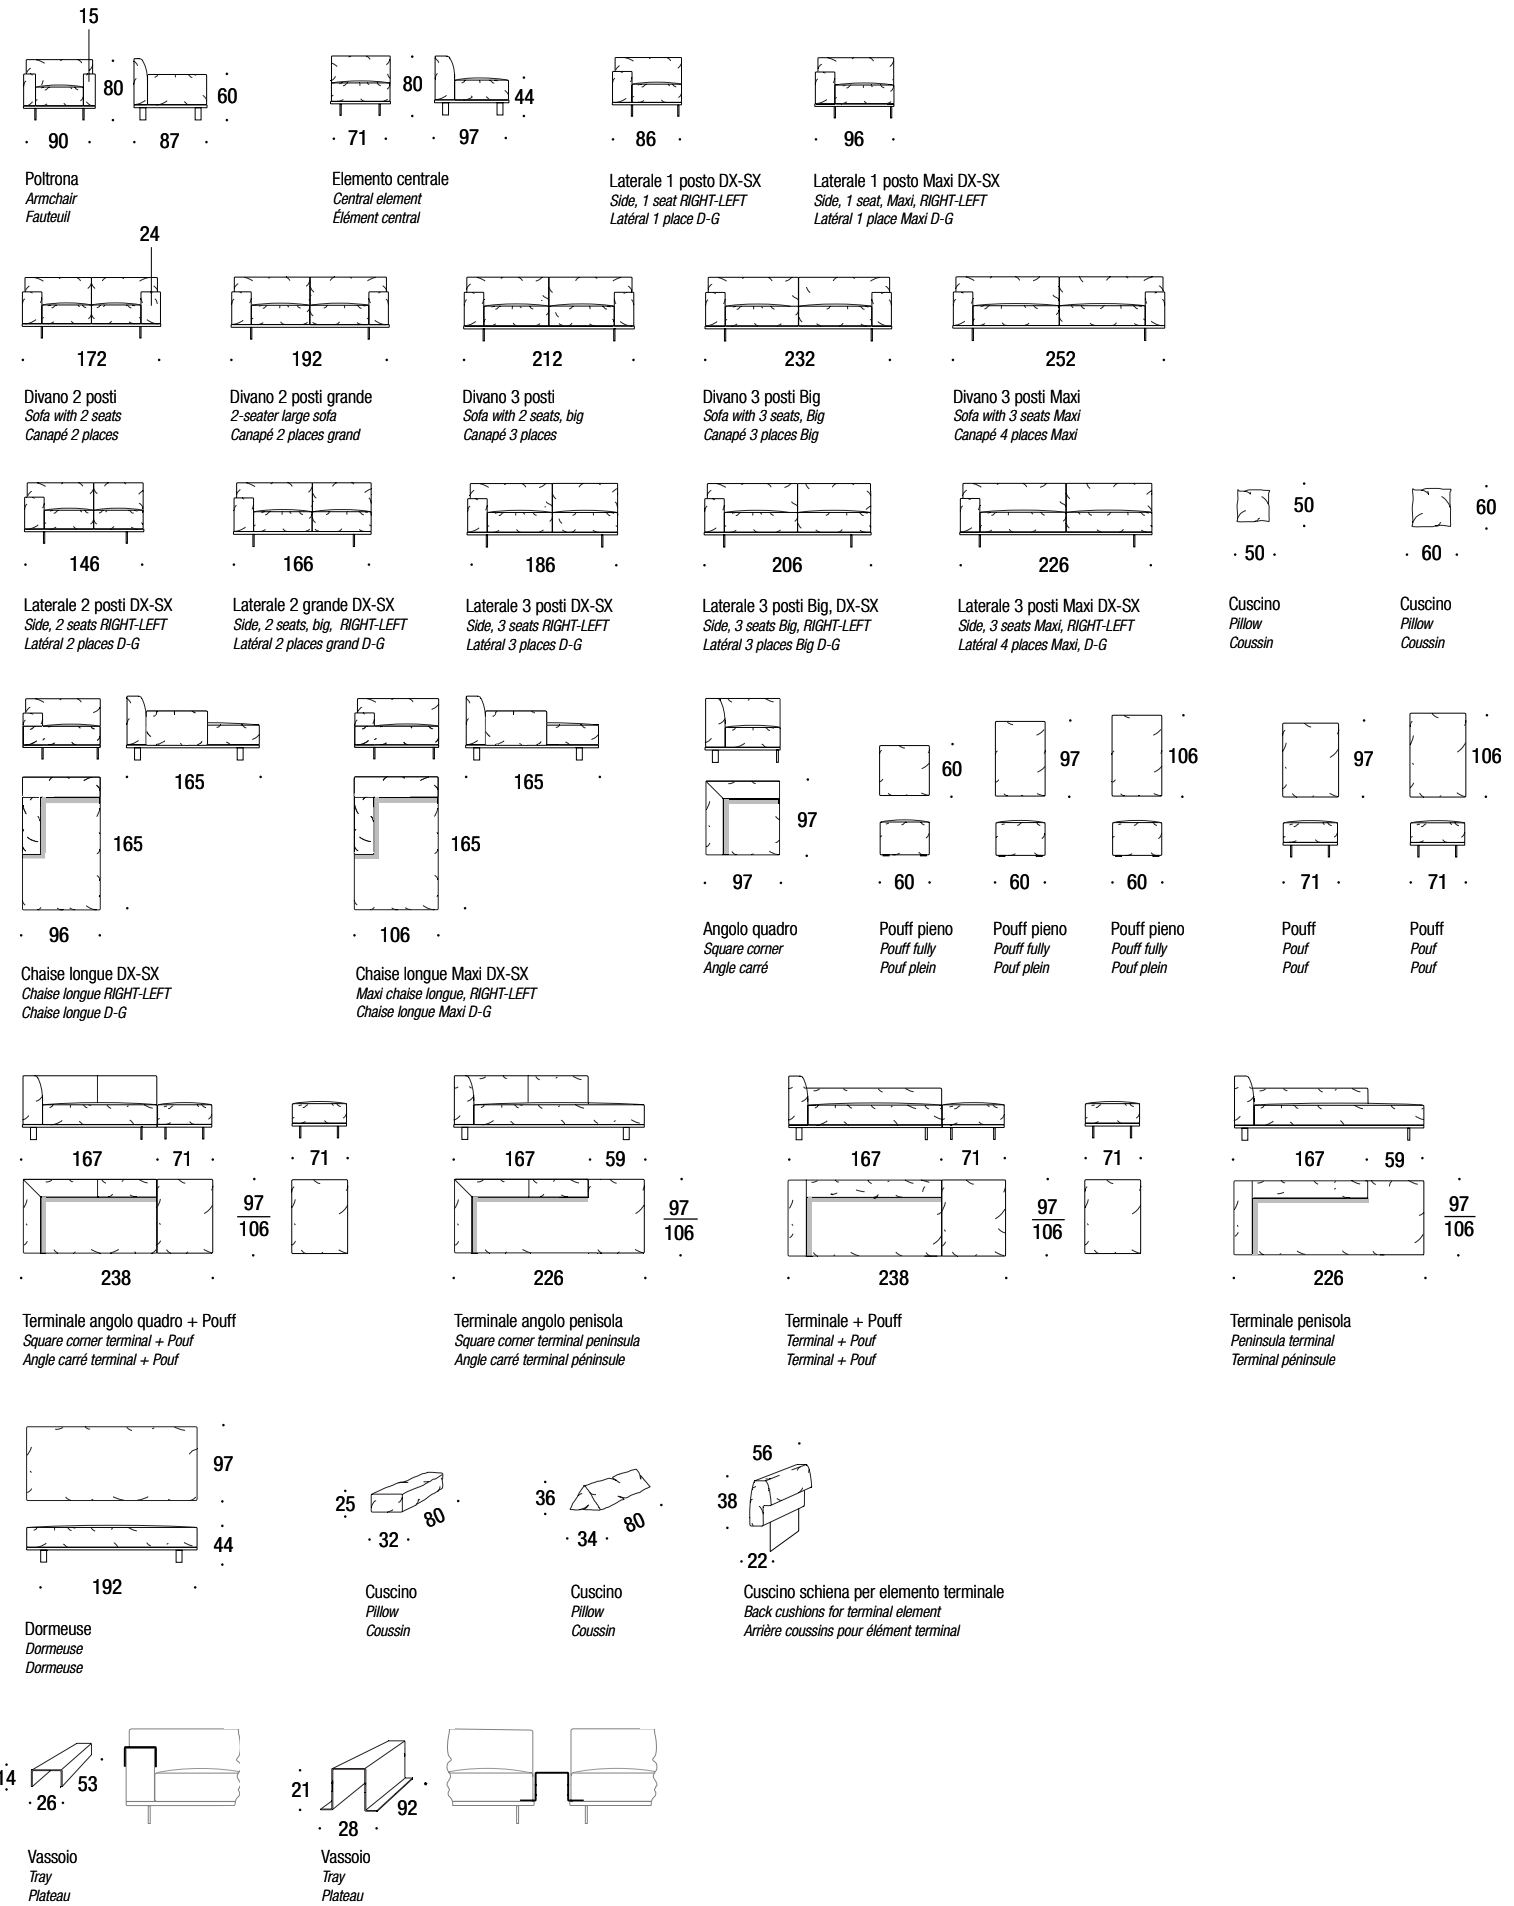 15
80
60
90
87
Poltrona
Armchair
Fauteuil
80
44
71
97
Elemento centrale
Central element
Élément central
86
Laterale 1 posto DX-SX
Side, 1 seat RIGHT-LEFT
Latéral 1 place D-G
96
Laterale 1 posto Maxi DX-SX
Side, 1 seat, Maxi, RIGHT-LEFT
Latéral 1 place Maxi D-G
24
172
Divano 2 posti
Sofa with 2 seats
Canapé 2 places
192
Divano 2 posti grande
2-seater large sofa
Canapé 2 places grand
212
Divano 3 posti
Sofa with 2 seats, big
Canapé 3 places
232
Divano 3 posti Big
Sofa with 3 seats, Big
Canapé 3 places Big
252
Divano 3 posti Maxi
Sofa with 3 seats Maxi
Canapé 4 places Maxi
146
Laterale 2 posti DX-SX
Side, 2 seats RIGHT-LEFT
Latéral 2 places D-G
166
Laterale 2 grande DX-SX
Side, 2 seats, big, RIGHT-LEFT
Latéral 2 places grand D-G
186
Laterale 3 posti DX-SX
Side, 3 seats RIGHT-LEFT
Latéral 3 places D-G
206
Laterale 3 posti Big, DX-SX
Side, 3 seats Big, RIGHT-LEFT
Latéral 3 places Big D-G
226
Laterale 3 posti Maxi DX-SX
Side, 3 seats Maxi, RIGHT-LEFT
Latéral 4 places Maxi, D-G
50
50
Cuscino
Pillow
Coussin
60
60
Cuscino
Pillow
Coussin
165
165
96
Chaise longue DX-SX
Chaise longue RIGHT-LEFT
Chaise longue D-G
165
165
106
Chaise longue Maxi DX-SX
Maxi chaise longue, RIGHT-LEFT
Chaise longue Maxi D-G
97
97
Angolo quadro
Square corner
Angle carré
60
60
Pouff pieno
Pouff fully
Pouf plein
97
60
Pouff pieno
Pouff fully
Pouf plein
106
60
Pouff pieno
Pouff fully
Pouf plein
97
71
Pouff
Pouf
Pouf
106
71
Pouff
Pouf
Pouf
167
71
71
97
106
238
Terminale angolo quadro + Pouff
Square corner terminal + Pouf
Angle carré terminal + Pouf
167
59
97
106
226
Terminale angolo penisola
Square corner terminal peninsula
Angle carré terminal péninsule
167
71
71
97
106
238
Terminale + Pouff
Terminal + Pouf
Terminal + Pouf
167
59
97
106
226
Terminale penisola
Peninsula terminal
Terminal péninsule
97
44
192
Dormeuse
Dormeuse
Dormeuse
25
32
80
Cuscino
Pillow
Coussin
36
34
80
Cuscino
Pillow
Coussin
56
38
22
Cuscino schiena per elemento terminale
Back cushions for terminal element
Arrière coussins pour élément terminal
14
53
26
Vassoio
Tray
Plateau
21
92
28
Vassoio
Tray
Plateau